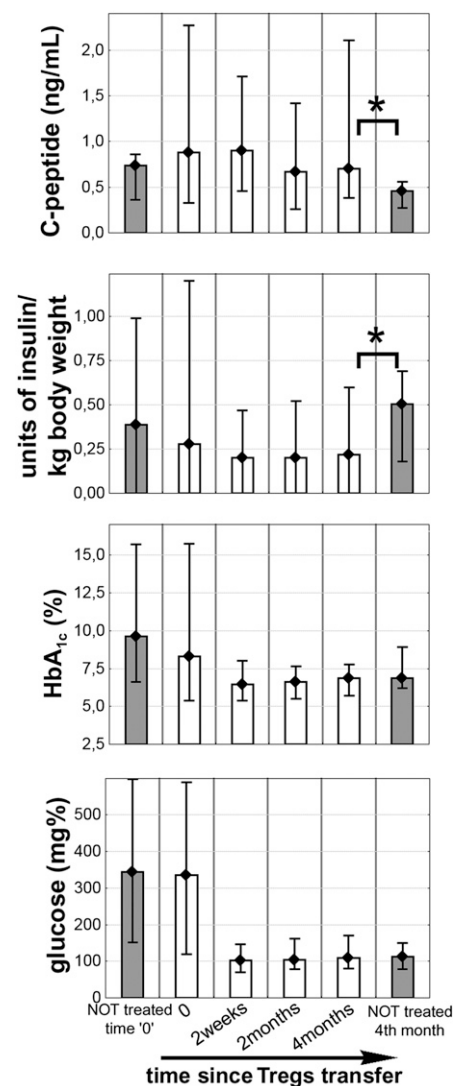 C-peptide (ng/mL)
2,0
1,5
1,0
0,5
0,0
*
units of insulin/
kg body weight
1,00
0,75
0,50
0,25
0,00
*
HbA1c (%)
15,0
12,5
10,0
7,5
5,0
2,5
glucose (mg%)
500
400
300
200
100
0
NOT treated
time '0'
0
2weeks
2months
4months
NOT treated
4th month
time since Tregs transfer